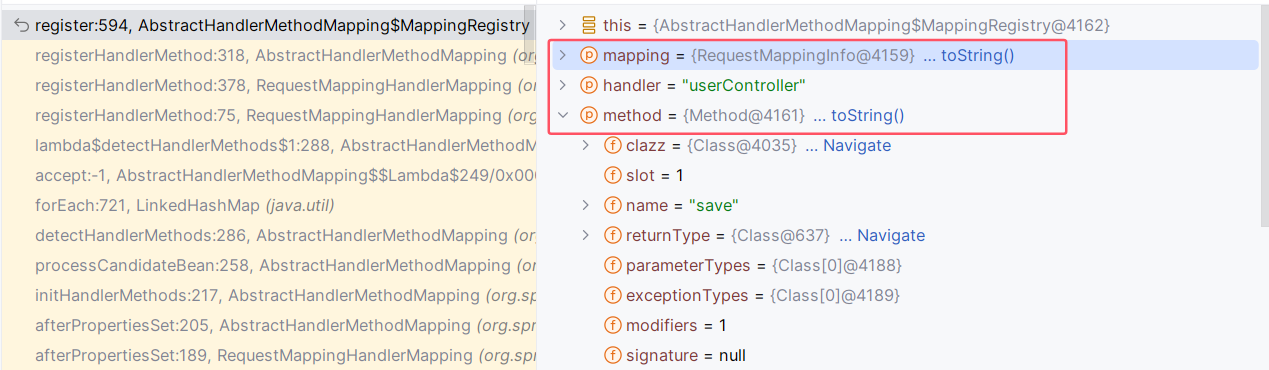 register:594, AbstractHandlerMethodMapping$MappingRegistry
registerHandlerMethod:318, AbstractHandlerMethodMapping (org
registerHandlerMethod:378, RequestMappingHandlerMapping (or
registerHandlerMethod:75, RequestMappingHandlerMapping (org
lambda$detectHandlerMethods$1:288, AbstractHandlerMethodM
accept:-1, AbstractHandlerMethodMapping$$Lambda$249/0x000
forEach:721, LinkedHashMap (java.util)
detectHandlerMethods:286, AbstractHandlerMethodMapping (or
processCandidateBean:258, AbstractHandlerMethodMapping (or
initHandlerMethods:217, AbstractHandlerMethodMapping (org.sp
afterPropertiesSet:205, AbstractHandlerMethodMapping (org.spr
afterPropertiesSet:189, RequestMappingHandlerMapping (org.sp
this = {AbstractHandlerMethodMapping$MappingRegistry@4162}
mapping = {RequestMappingInfo@4159} ... toString()
handler = "userController"
method = {Method@4161} ... toString()
clazz = {Class@4035} ... Navigate
slot = 1
name = "save"
returnType = {Class@637} ... Navigate
parameterTypes = {Class[0]@4188}
exceptionTypes = {Class[0]@4189}
modifiers = 1
signature = null